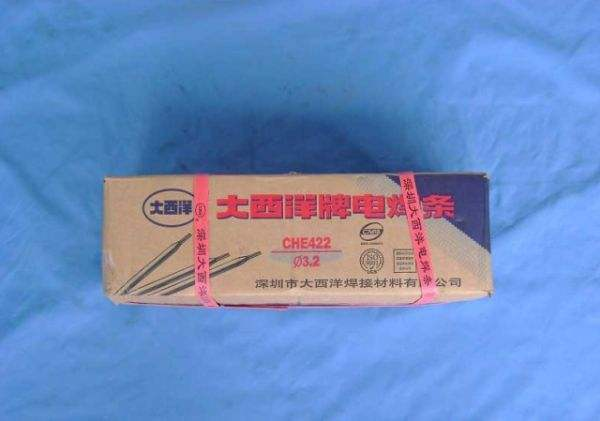 大西洋
大西洋牌电焊条
CHE422
Ø3.2
深圳市大西洋焊接材料有限公司
深圳大西洋
深圳大西洋电焊条
ISO